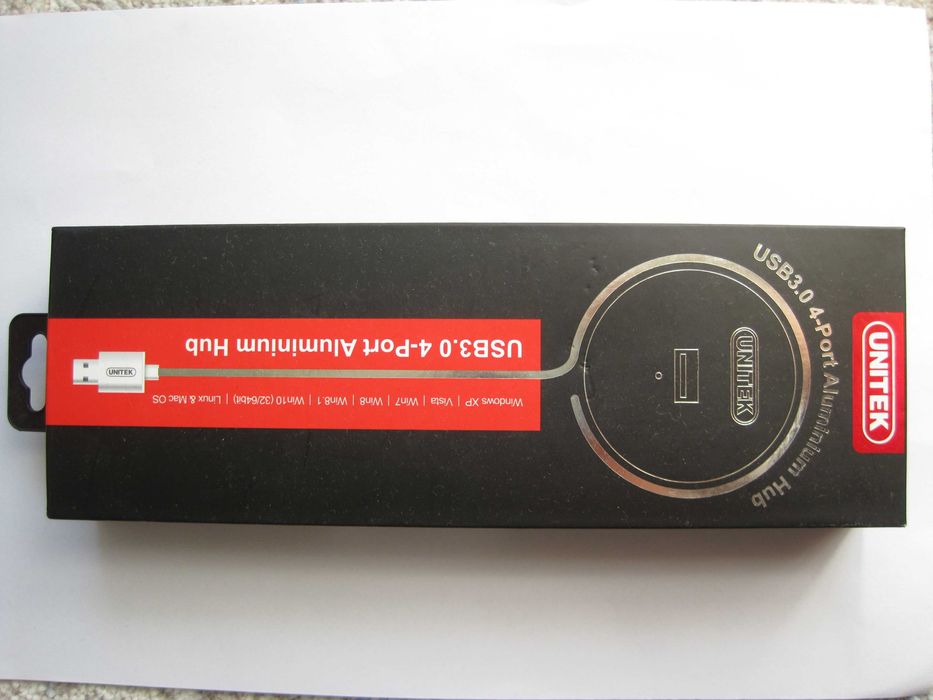 UNITEK
USB3.0 4-Port Aluminium Hub
UNITEK
USB3.0 4-Port Aluminium Hub
Windows XP | Vista | Win7 | Win8 | Win8.1 | Win10 (32/64bit) | Linux & Mac OS
UNITEK